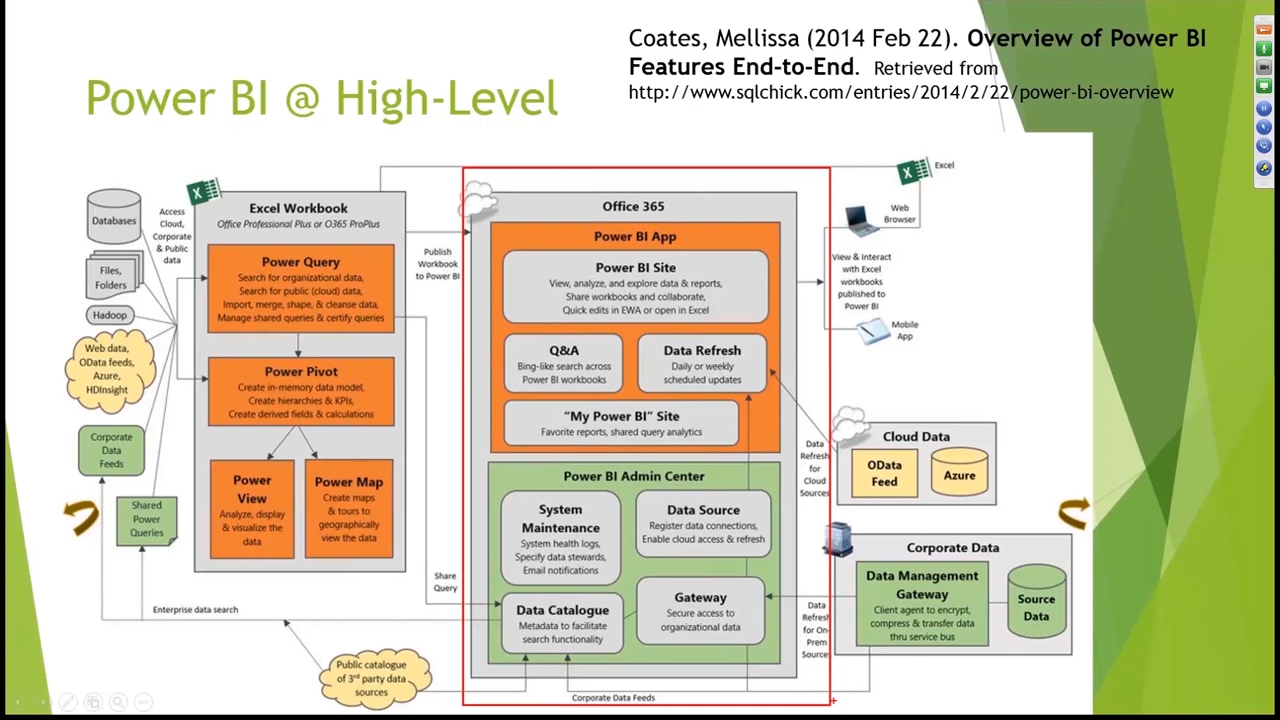 Coates, Mellissa (2014 Feb 22). Overview of Power BI
Features End-to-End. Retrieved from
http://www.sqlchick.com/entries/2014/2/22/power-bi-overview
Power BI @ High-Level
Databases
Files,
Folders
Hadoop
Web data,
OData feeds,
Azure,
HDInsight
Corporate
Data
Feeds
Shared
Power
Queries
Access
Cloud,
Corporate
& Public
data
Excel Workbook
Office Professional Plus or O365 ProPlus
Power Query
Search for organizational data,
Search for public (cloud) data,
Import, merge, shape, & cleanse data,
Manage shared queries & certify queries
Power Pivot
Create in-memory data model,
Create hierarchies & KPIs,
Create derived fields & calculations
Power
View
Analyze, display
& visualize the
data
Power Map
Create maps
& tours to
geographically
view the data
Enterprise data search
Public catalogue
of 3rd party data
sources
Publish
Workbook
to Power BI
Share
Query
Office 365
Power BI App
Power BI Site
View, analyze, and explore data & reports,
Share workbooks and collaborate,
Quick edits in EWA or open in Excel
Q&A
Bing-like search across
Power BI workbooks
Data Refresh
Daily or weekly
scheduled updates
“My Power BI” Site
Favorite reports, shared query analytics
Power BI Admin Center
System
Maintenance
System health logs,
Specify data stewards,
Email notifications
Data Source
Register data connections,
Enable cloud access & refresh
Data Catalogue
Metadata to facilitate
search functionality
Gateway
Secure access to
organizational data
Corporate Data Feeds
Excel
Web
Browser
View & Interact
with Excel
workbooks
published to
Power BI
Mobile
App
Data
Refresh
for
Cloud
Sources
Cloud Data
OData
Feed
Azure
Data
Refresh
for On-
Prem
Sources
Corporate Data
Data Management
Gateway
Client agent to encrypt,
compress & transfer data
thru service bus
Source
Data